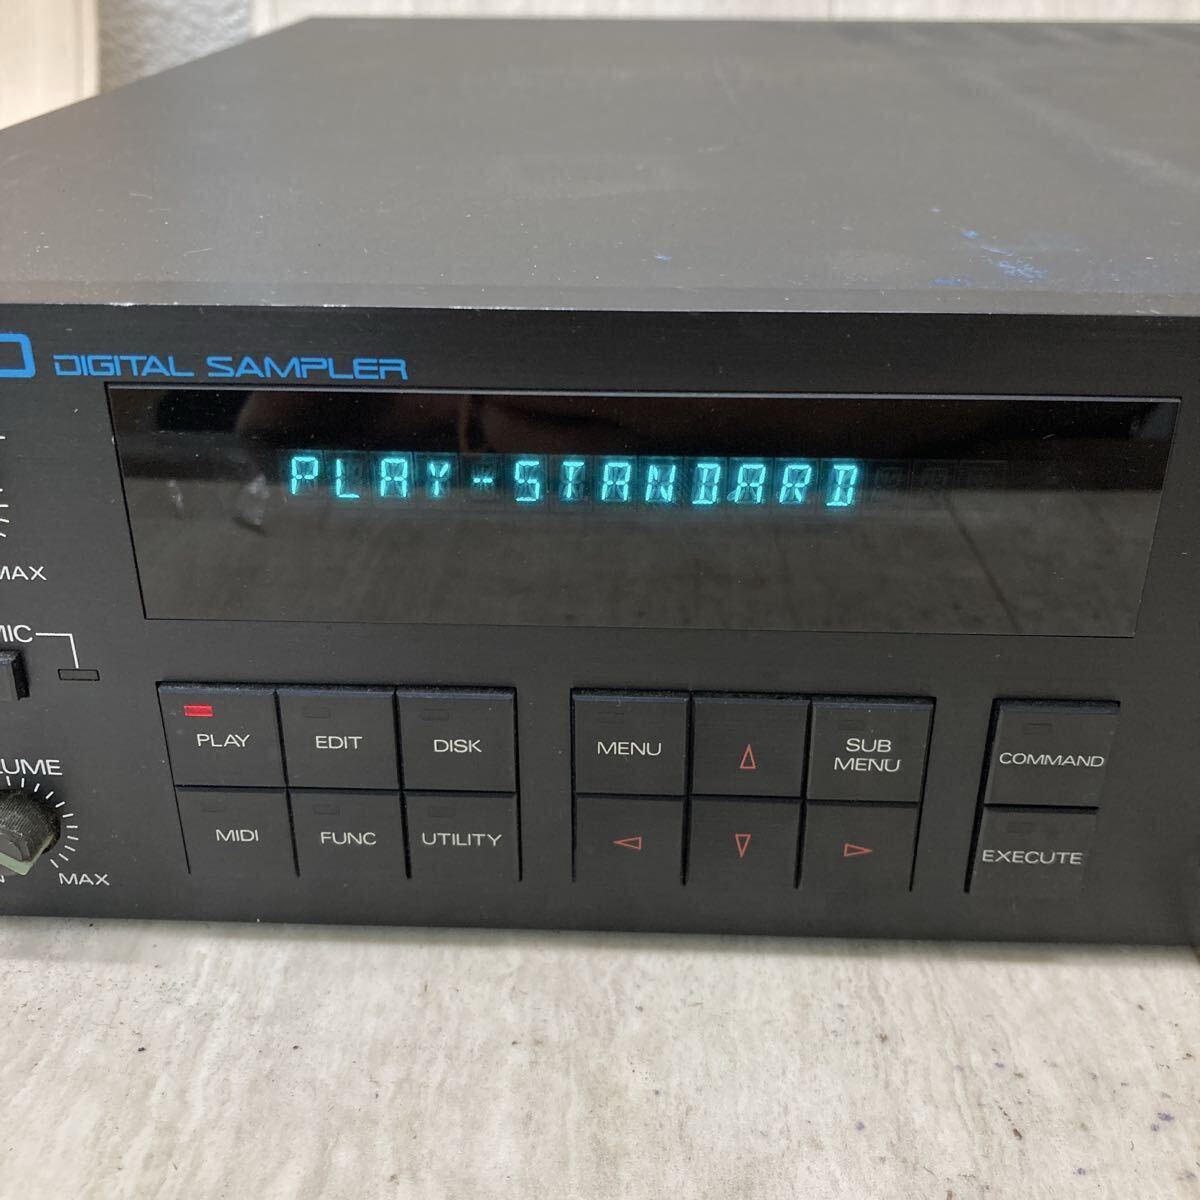 DIGITAL SAMPLER
PLAY-STANDARD
MAX
MIC
PLAY EDIT DISK
MENU SUB MENU
COMMAND
MIDI FUNC UTILITY
EXECUTE
MAX